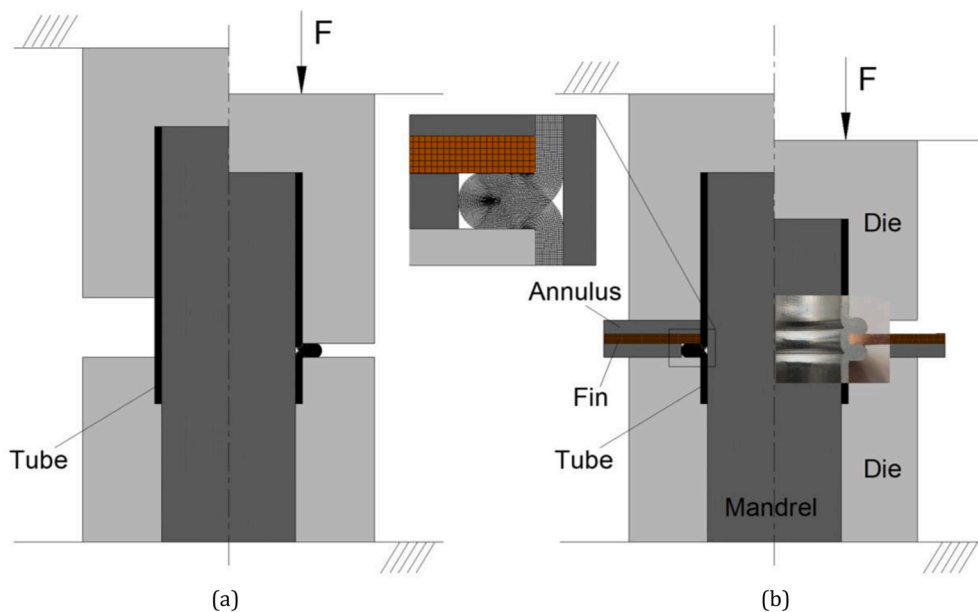 F
F
Die
Annulus
Fin
Tube
Tube
Die
Mandrel
(a)
(b)